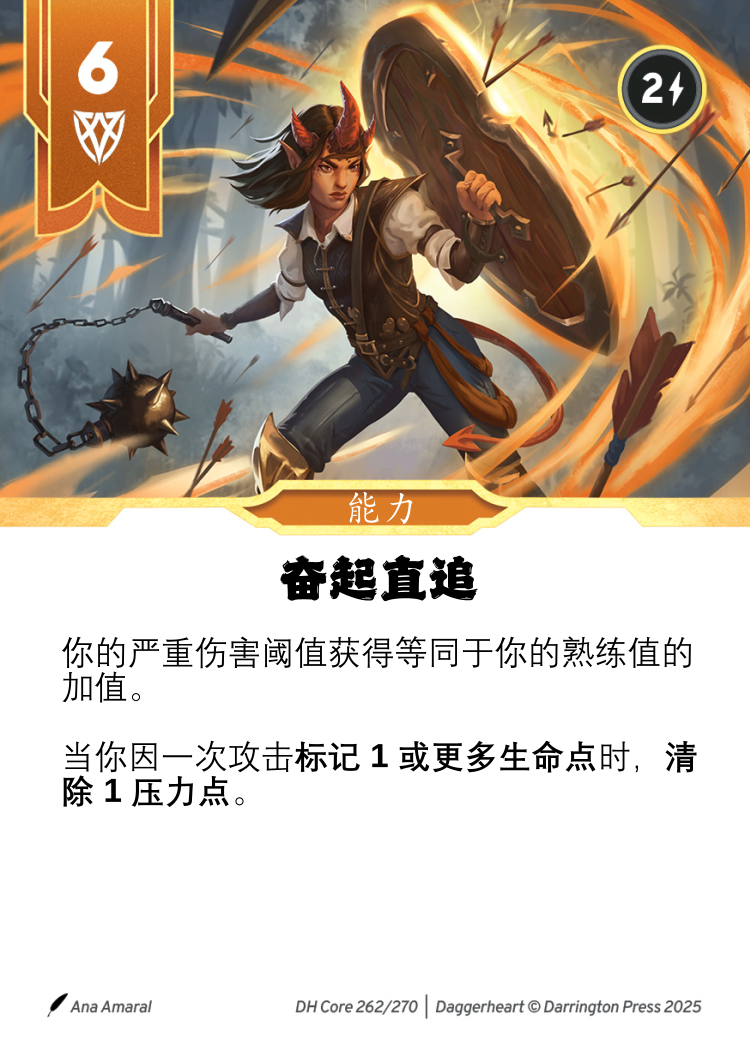 6
2
能力
奋起直追
你的严重伤害阈值获得等同于你的熟练值的
加值。
当你因一次攻击标记 1 或更多生命点时，清
除 1 压力点。
Ana Amaral
DH Core 262/270 | Daggerheart © Darrington Press 2025